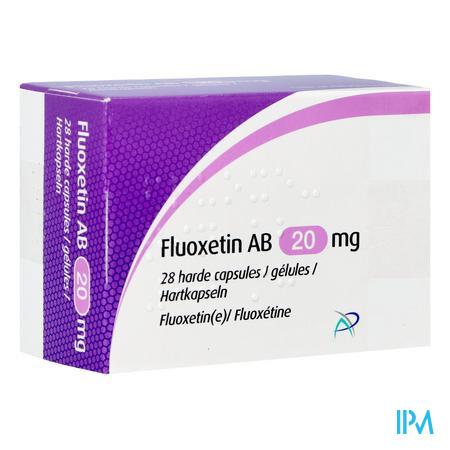 Fluoxetin AB 20 mg
28 harde capsules / gélules /
Hartkapseln
Fluoxetin AB 20 mg
28 harde capsules / gélules /
Hartkapseln
Fluoxetin(e)/ Fluoxétine
IPM